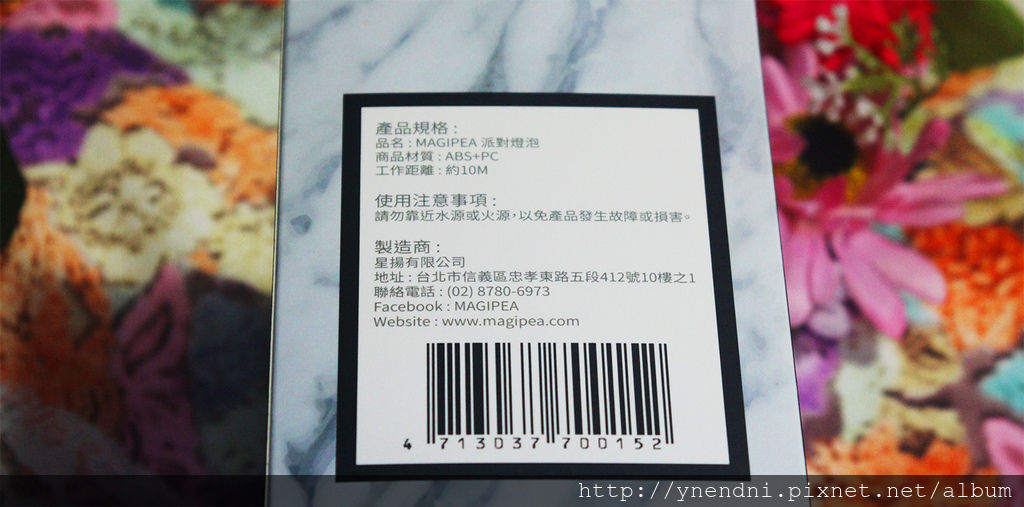 產品規格 :
品名 : MAGIPEA 派對燈泡
商品材質 : ABS+PC
工作距離 : 約10M
使用注意事項 :
請勿靠近水源或火源，以免產品發生故障或損害。
製造商 :
星揚有限公司
地址 : 台北市信義區忠孝東路五段412號10樓之1
聯絡電話 : (02) 8780-6973
Facebook : MAGIPEA
Website : www.magipea.com
4 713037 700152
http://ynendni.pixnet.net/album